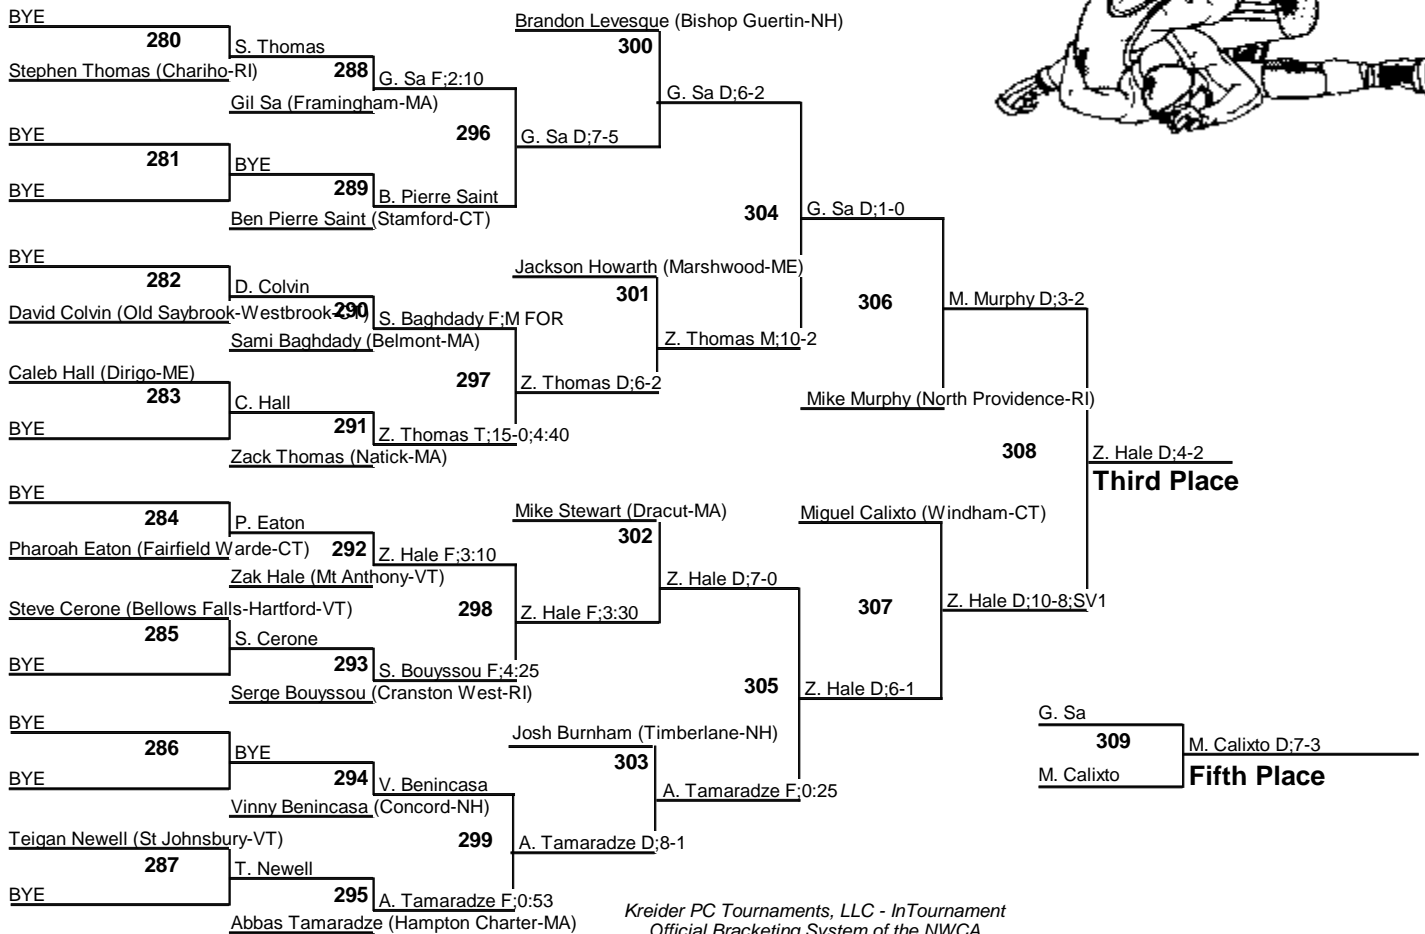 BYE
280
Stephen Thomas (Chariho-RI)
S. Thomas
288
Gil Sa (Framingham-MA)
G. Sa F;2:10
BYE
281
BYE
BYE
289
Ben Pierre Saint (Stamford-CT)
B. Pierre Saint
296
G. Sa D;7-5
Brandon Levesque (Bishop Guertin-NH)
300
G. Sa D;6-2
BYE
282
David Colvin (Old Saybrook-Westbrook-CT)
D. Colvin
290
Sami Baghdady (Belmont-MA)
S. Baghdady F;M FOR
Caleb Hall (Dirigo-ME)
283
BYE
C. Hall
291
Zack Thomas (Natick-MA)
Z. Thomas T;15-0;4:40
297
Z. Thomas D;6-2
Jackson Howarth (Marshwood-ME)
301
Z. Thomas M;10-2
304
G. Sa D;1-0
306
Mike Murphy (North Providence-RI)
M. Murphy D;3-2
BYE
284
Pharoah Eaton (Fairfield Warde-CT)
P. Eaton
292
Zak Hale (Mt Anthony-VT)
Z. Hale F;3:10
Steve Cerone (Bellows Falls-Hartford-VT)
285
BYE
S. Cerone
293
Serge Bouyssou (Cranston West-RI)
S. Bouyssou F;4:25
298
Z. Hale F;3:30
Mike Stewart (Dracut-MA)
302
Z. Hale D;7-0
BYE
286
BYE
BYE
294
Vinny Benincasa (Concord-NH)
V. Benincasa
Teigan Newell (St Johnsbury-VT)
287
BYE
T. Newell
295
Abbas Tamaradze (Hampton Charter-MA)
A. Tamaradze F;0:53
299
A. Tamaradze D;8-1
Josh Burnham (Timberlane-NH)
303
A. Tamaradze F;0:25
305
Z. Hale D;6-1
Miguel Calixto (Windham-CT)
307
Z. Hale D;10-8;SV1
308
Z. Hale D;4-2
Third Place
G. Sa
309
M. Calixto
M. Calixto D;7-3
Fifth Place
Kreider PC Tournaments, LLC - InTournament
Official Bracketing System of the NWCA